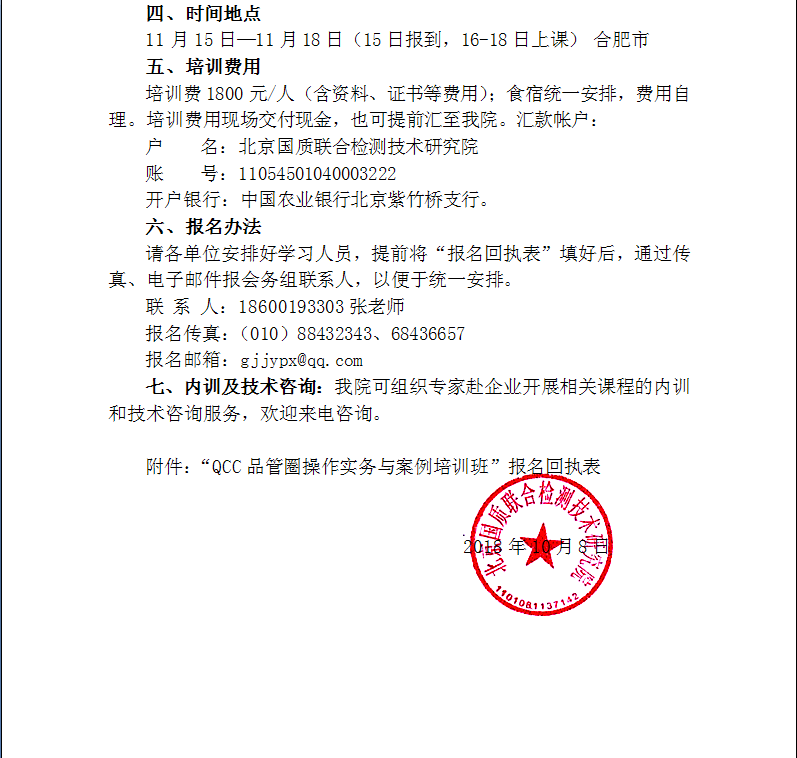 四、时间地点
11 月 15 日—11 月 18 日（15 日报到，16-18 日上课） 合肥市
五、培训费用
培训费 1800 元/人（含资料、证书等费用）；食宿统一安排，费用自
理。培训费用现场交付现金，也可提前汇至我院。汇款帐户：
户 名：北京国质联合检测技术研究院
账 号：11054501040003222
开户银行：中国农业银行北京紫竹桥支行。
六、报名办法
请各单位安排好学习人员，提前将“报名回执表”填好后，通过传
真、电子邮件报会务组联系人，以便于统一安排。
联 系 人：18600193303 张老师
报名传真：（010）88432343、68436657
报名邮箱：gjjypx@qq.com
七、内训及技术咨询：我院可组织专家赴企业开展相关课程的内训
和技术咨询服务，欢迎来电咨询。
附件：“QCC 品管圈操作实务与案例培训班”报名回执表
北京国质联合检测技术研究院
2018 年 10 月 8 日
1101081137142